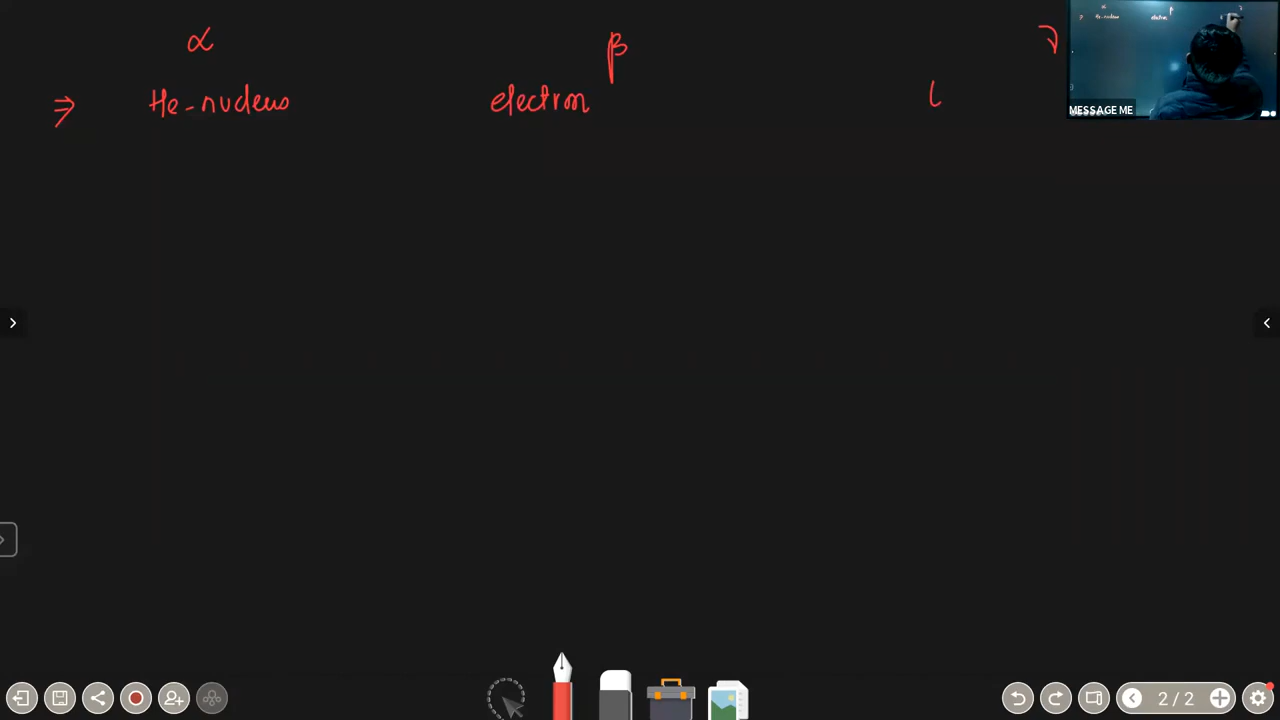 α β γ
⇒ He-nucleus electron
MESSAGE ME
2/2